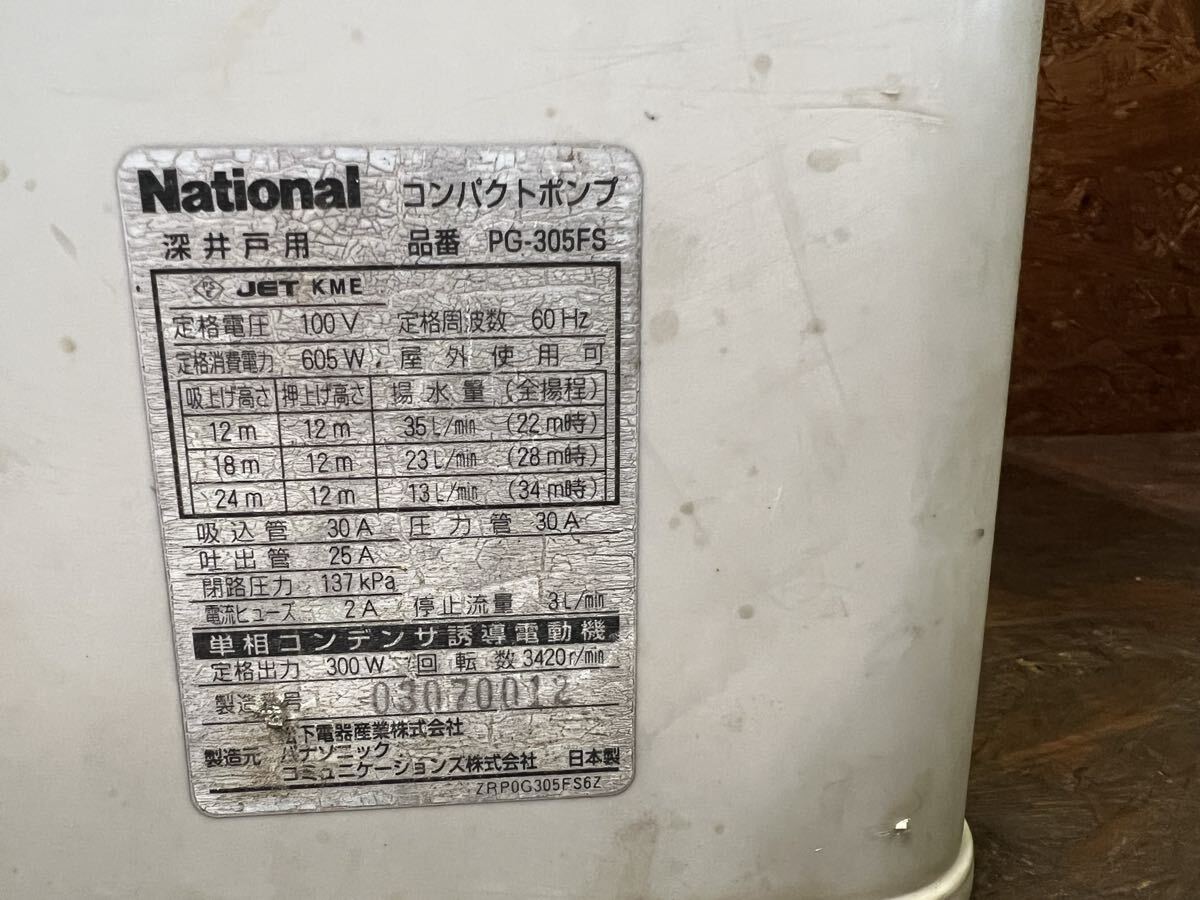 National コンパクトポンプ
深井戸用 品番 PG-305FS
PSE JET KME
定格電圧 100V 定格周波数 60Hz
定格消費電力 605W 屋外使用可
吸上げ高さ 押上げ高さ 揚水量(全揚程)
12m 12m 35L/min (22m時)
18m 12m 23L/min (28m時)
24m 12m 13L/min (34m時)
吸込管 30A 圧力管 30A
吐出管 25A
閉路圧力 137kPa
電流ヒューズ 2A 停止流量 3L/min
単相コンデンサ誘導電動機
定格出力 300W 回転数 3420r/min
製造番号 03070012
松下電器産業株式会社
製造元 パナソニック
コミュニケーションズ株式会社 日本製
ZRP0G305FS6Z